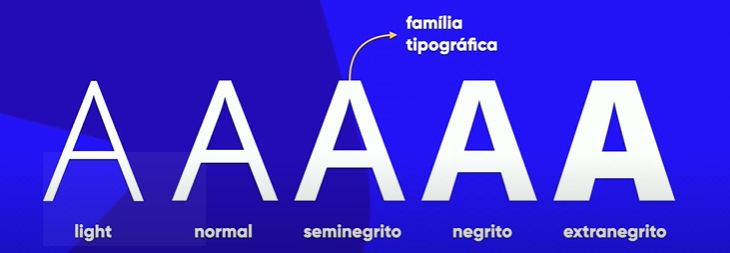 família
tipográfica
A A A A A
light normal seminegrito negrito extranegrito